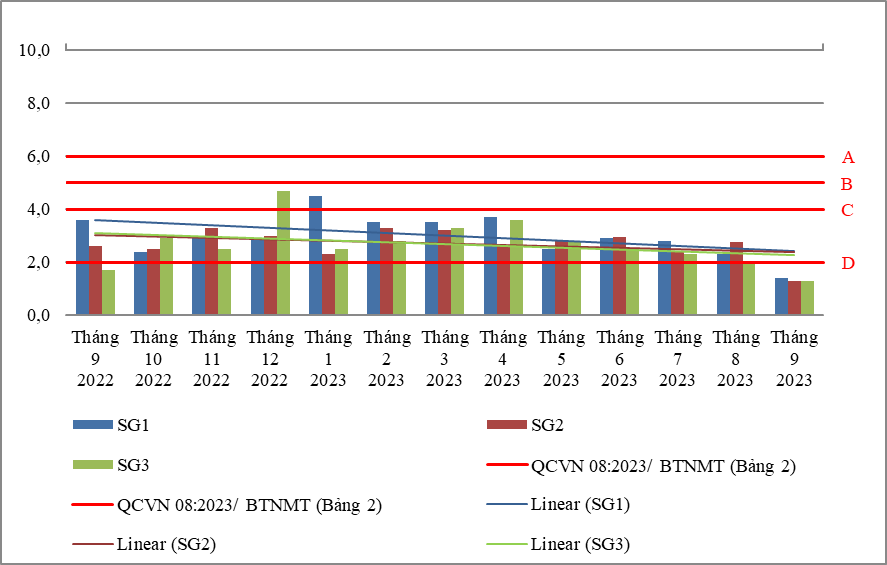 10,0
8,0
6,0
A
B
4,0
C
2,0
D
0,0
Tháng 9 2022
Tháng 10 2022
Tháng 11 2022
Tháng 12 2022
Tháng 1 2023
Tháng 2 2023
Tháng 3 2023
Tháng 4 2023
Tháng 5 2023
Tháng 6 2023
Tháng 7 2023
Tháng 8 2023
Tháng 9 2023
SG1
SG2
SG3
QCVN 08:2023/ BTNMT (Bảng 2)
QCVN 08:2023/ BTNMT (Bảng 2)
Linear (SG1)
Linear (SG2)
Linear (SG3)